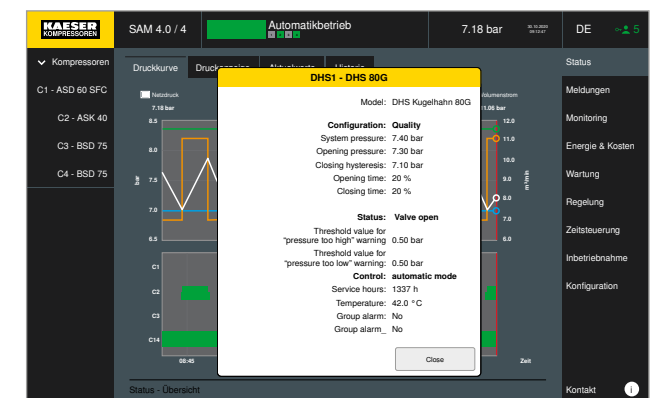 KAESER
KOMPRESSOREN
SAM 4.0 / 4
Automatikbetrieb
7.18 bar
30.10.2020
DE
5
Kompressoren
C1 - ASD 60 SFC
C2 - ASK 40
C3 - BSD 75
C4 - BSD 75
Druckkurve
Netzdruck
7.18 bar
8.5
8.0
7.5
7.0
6.5
bar
C1
C2
C3
C14
08:45
DHS1 - DHS 80G
Model: DHS Kugelhahn 80G
Configuration: Quality
System pressure: 7.40 bar
Opening pressure: 7.30 bar
Closing hysteresis: 7.10 bar
Opening time: 20 %
Closing time: 20 %
Status: Valve open
Threshold value for
"pressure too high" warning 0.50 bar
Threshold value for
"pressure too low" warning: 0.50 bar
Control: automatic mode
Service hours: 1337 h
Temperature: 42.0 °C
Group alarm: No
Group alarm_ No
Close
12.0
11.0
10.0
9.0
8.0
7.0
6.0
m³/min
Zeit
Status
Meldungen
Monitoring
Energie & Kosten
Wartung
Regelung
Zeitsteuerung
Inbetriebnahme
Konfiguration
Status - Übersicht
Kontakt
i